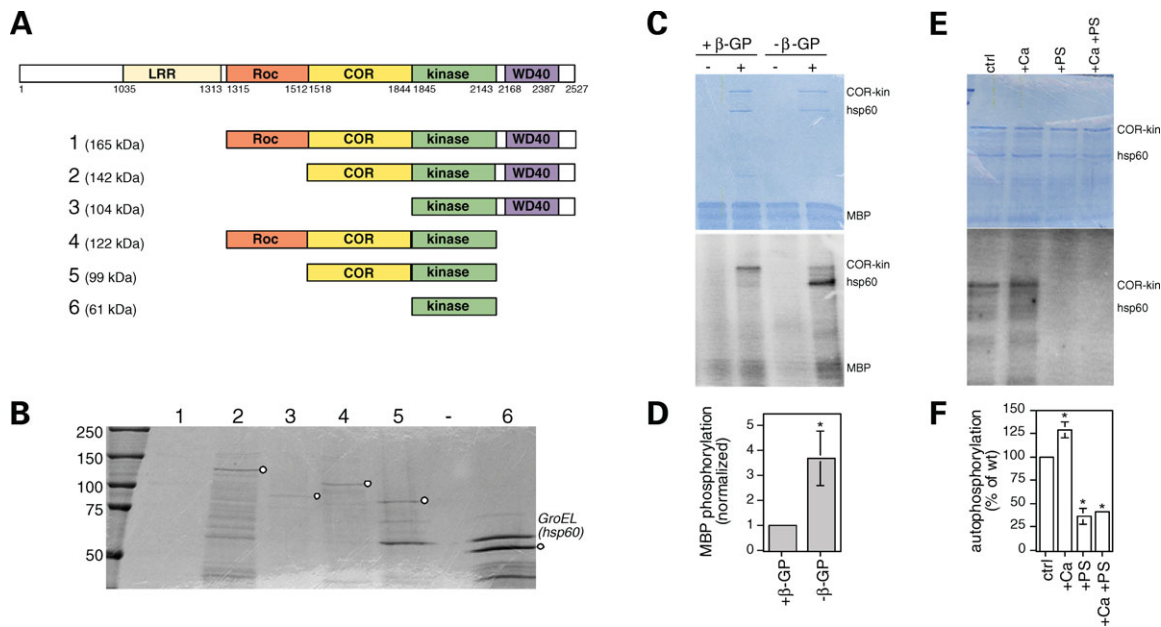 A
LRR Roc COR kinase WD40
1 1035 1313 1315 1512 1518 1844 1845 2143 2168 2387 2527
1 (165 kDa) Roc COR kinase WD40
2 (142 kDa) COR kinase WD40
3 (104 kDa) kinase WD40
4 (122 kDa) Roc COR kinase
5 (99 kDa) COR kinase
6 (61 kDa) kinase
B
1 2 3 4 5 - 6
250
150
100
75
50
GroEL
(hsp60)
C
+ β-GP -β-GP
- + - +
COR-kin
hsp60
MBP
COR-kin
hsp60
MBP
D
MBP phosphorylation
(normalized)
5
4
3
2
1
0
*
+β-GP
-β-GP
E
ctrl
+Ca
+PS
+Ca +PS
COR-kin
hsp60
COR-kin
hsp60
F
autophosphorylation
(% of wt)
150
125
100
75
50
25
0
* * *
ctrl
+Ca
+PS
+Ca +PS